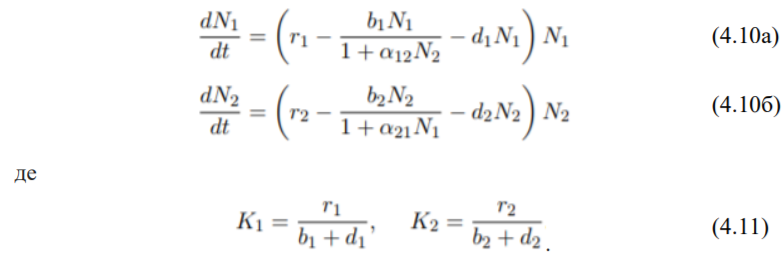 dN₁/dt = (r₁ − b₁N₁/(1 + α₁₂N₂) − d₁N₁) N₁ (4.10а)
dN₂/dt = (r₂ − b₂N₂/(1 + α₂₁N₁) − d₂N₂) N₂ (4.10б)
де
K₁ = r₁/(b₁ + d₁), K₂ = r₂/(b₂ + d₂). (4.11)